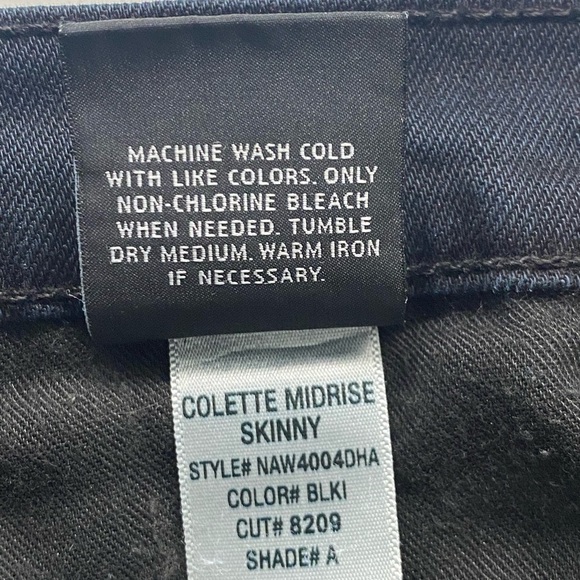 MACHINE WASH COLD
WITH LIKE COLORS. ONLY
NON-CHLORINE BLEACH
WHEN NEEDED. TUMBLE
DRY MEDIUM. WARM IRON
IF NECESSARY.
COLETTE MIDRISE
SKINNY
STYLE# NAW4004DHA
COLOR# BLKI
CUT# 8209
SHADE# A